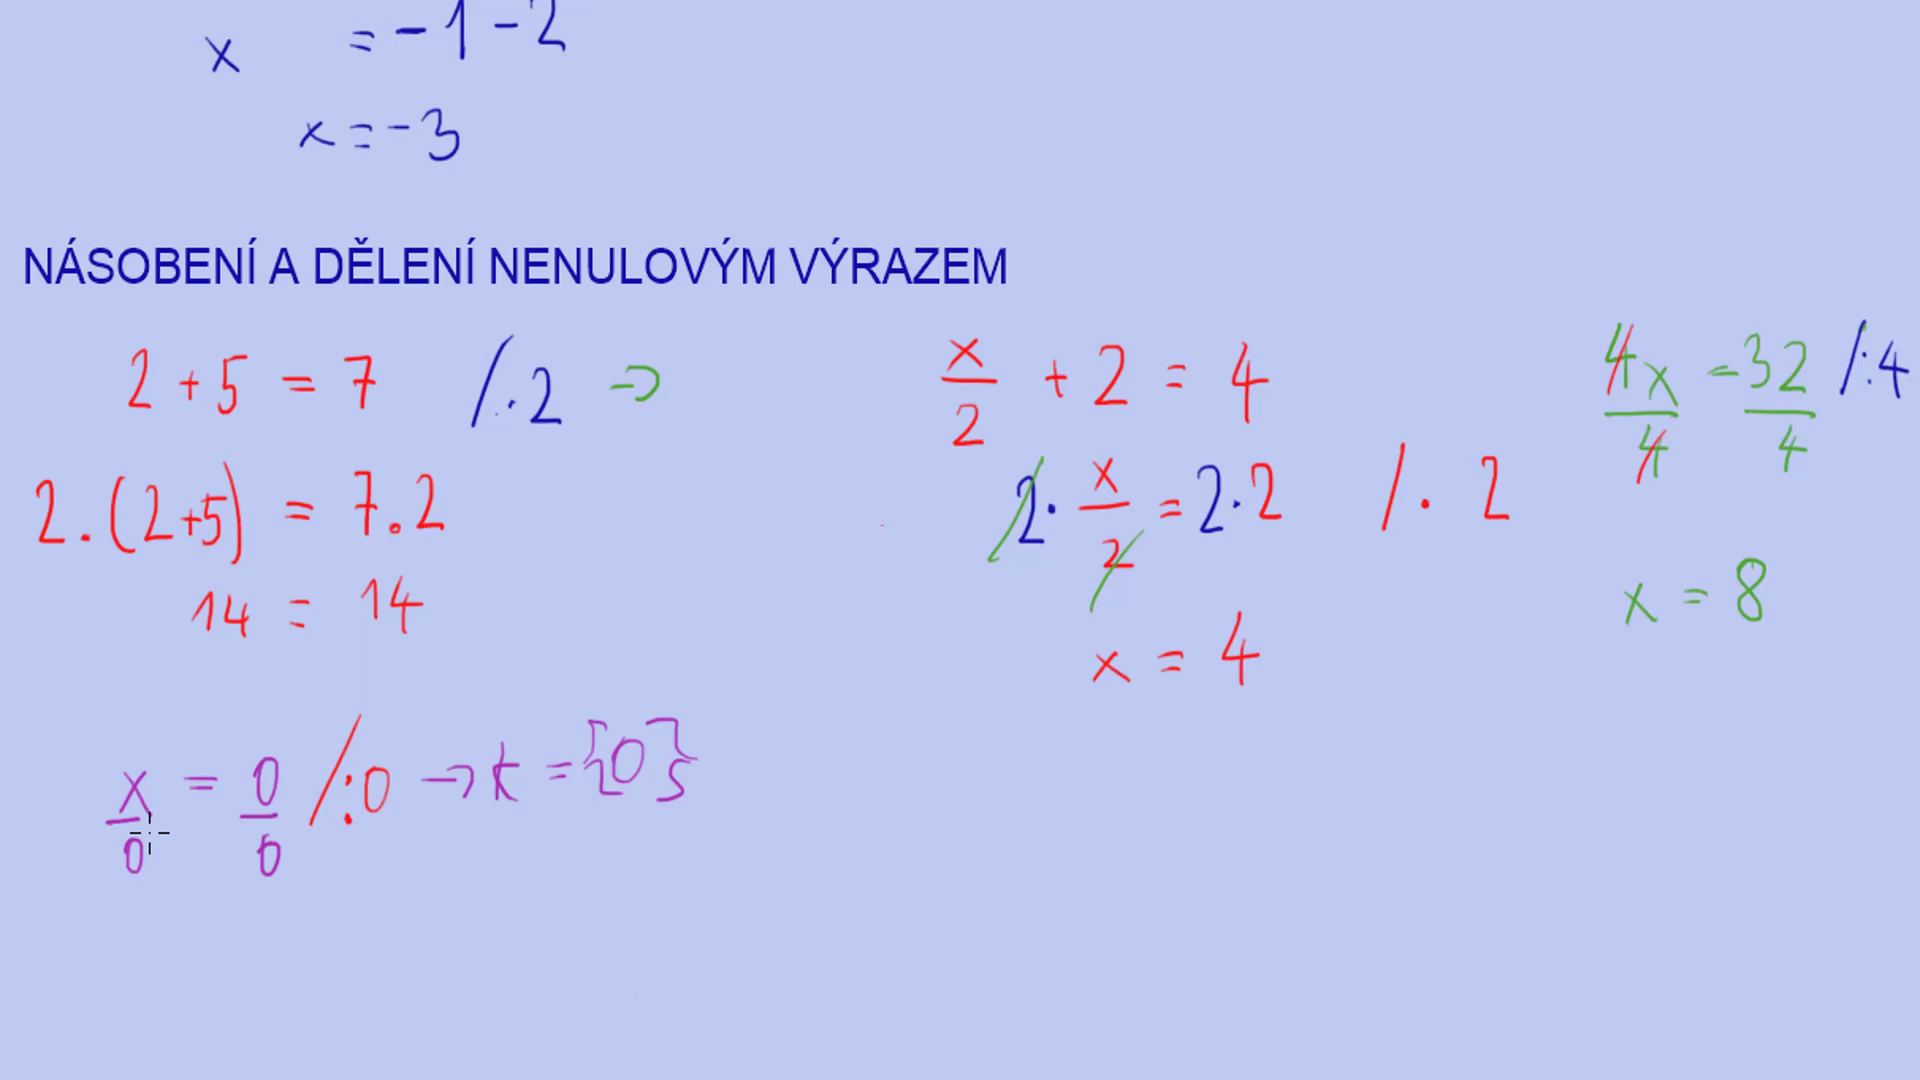 x = -1 - 2
x = -3
NÁSOBENÍ A DĚLENÍ NENULOVÝM VÝRAZEM
2 + 5 = 7 /. 2 →
2 . (2+5) = 7.2
14 = 14
x/2 + 2 = 4
2 · x/2 = 2 · 2 / . 2
x = 4
4x/4 = 32/4 /:4
x = 8
x/0 = 0/0 /:0 → k = {0}